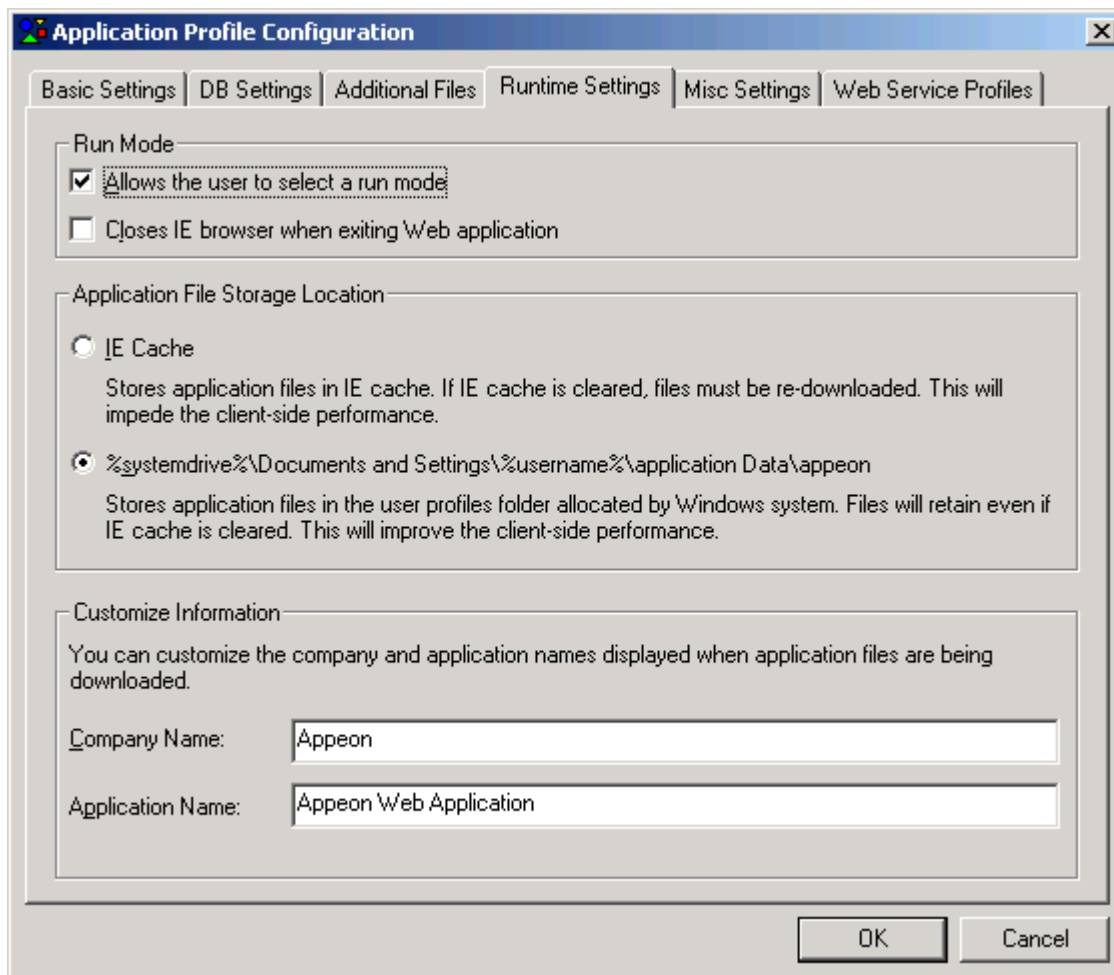 Application Profile Configuration
Basic Settings DB Settings Additional Files Runtime Settings Misc Settings Web Service Profiles
Run Mode
Allows the user to select a run mode
Closes IE browser when exiting Web application
Application File Storage Location
IE Cache
Stores application files in IE cache. If IE cache is cleared, files must be re-downloaded. This will
impede the client-side performance.
%systemdrive%\Documents and Settings\%username%\application Data\appeon
Stores application files in the user profiles folder allocated by Windows system. Files will retain even if
IE cache is cleared. This will improve the client-side performance.
Customize Information
You can customize the company and application names displayed when application files are being
downloaded.
Company Name: Appeon
Application Name: Appeon Web Application
OK Cancel